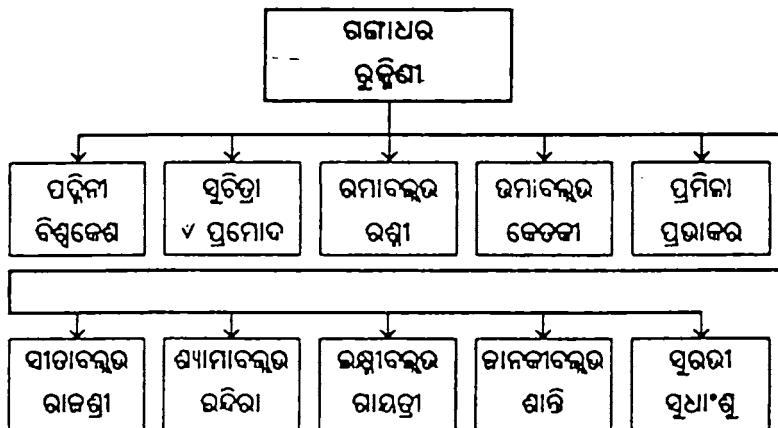 ଗଙ୍ଗାଧର
ରୁକ୍ମିଣୀ
ପଦ୍ମିନୀ
ବିଶ୍ୱକେଶ
ସୁଚିତ୍ରା
ପ୍ରମୋଦ
ରମାବଲ୍ଲଭ
ରଶ୍ମୀ
ଉମାବଲ୍ଲଭ
କେତକୀ
ପ୍ରମିଳା
ପ୍ରଭାକର
ସୀତାବଲ୍ଲଭ
ରାଜଶ୍ରୀ
ଶ୍ୟାମାବଲ୍ଲଭ
ଇନ୍ଦିରା
ଲକ୍ଷ୍ମୀବଲ୍ଲଭ
ଗାୟତ୍ରୀ
ଜାନକୀବଲ୍ଲଭ
ଶାନ୍ତି
ସୁରଭୀ
ସୁଧାଂଶୁ